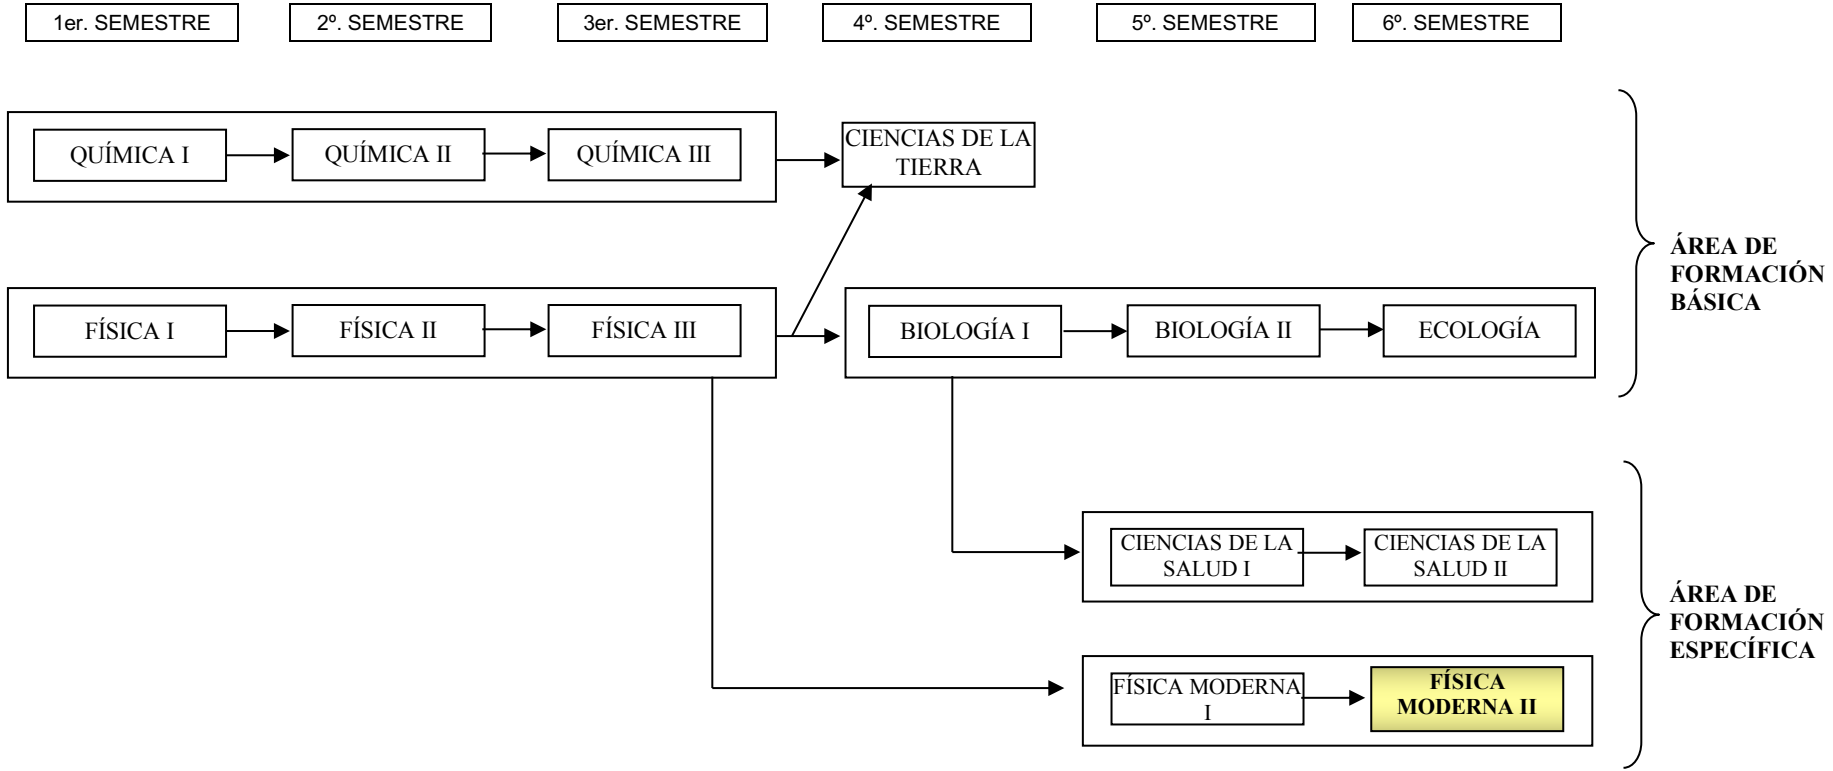 1er. SEMESTRE
2º. SEMESTRE
3er. SEMESTRE
4º. SEMESTRE
5º. SEMESTRE
6º. SEMESTRE
QUÍMICA I
QUÍMICA II
QUÍMICA III
CIENCIAS DE LA
TIERRA
ÁREA DE
FORMACIÓN
BÁSICA
FÍSICA I
FÍSICA II
FÍSICA III
BIOLOGÍA I
BIOLOGÍA II
ECOLOGÍA
CIENCIAS DE LA
SALUD I
CIENCIAS DE LA
SALUD II
ÁREA DE
FORMACIÓN
ESPECÍFICA
FÍSICA MODERNA
I
FÍSICA
MODERNA II